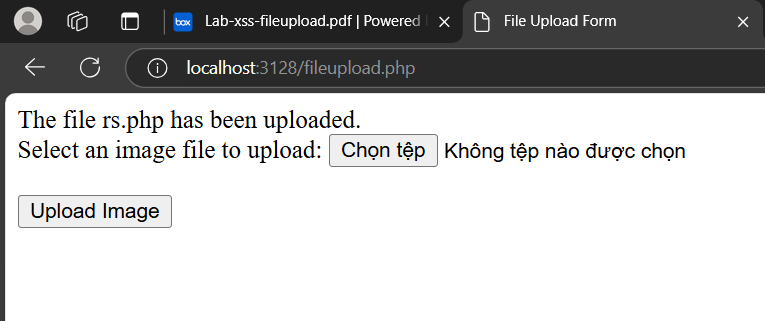 box Lab-xss-fileupload.pdf | Powered
File Upload Form
localhost:3128/fileupload.php
The file rs.php has been uploaded.
Select an image file to upload: Chọn tệp Không tệp nào được chọn
Upload Image